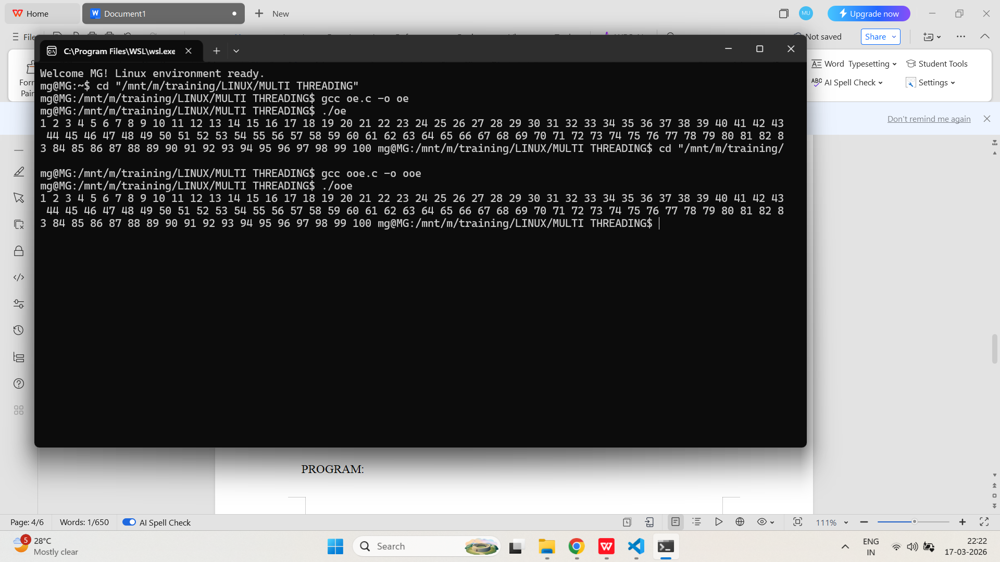 Home
Document1
New
MU
Upgrade now
File
Not saved
Share
C:\Program Files\WSL\wsl.exe
Word Typesetting
Student Tools
AI Spell Check
Settings
Don't remind me again
Welcome MG! Linux environment ready.
mg@MG:~$ cd "/mnt/m/training/LINUX/MULTI THREADING"
mg@MG:/mnt/m/training/LINUX/MULTI THREADING$ gcc oe.c -o oe
mg@MG:/mnt/m/training/LINUX/MULTI THREADING$ ./oe
1 2 3 4 5 6 7 8 9 10 11 12 13 14 15 16 17 18 19 20 21 22 23 24 25 26 27 28 29 30 31 32 33 34 35 36 37 38 39 40 41 42 43
44 45 46 47 48 49 50 51 52 53 54 55 56 57 58 59 60 61 62 63 64 65 66 67 68 69 70 71 72 73 74 75 76 77 78 79 80 81 82 8
3 84 85 86 87 88 89 90 91 92 93 94 95 96 97 98 99 100 mg@MG:/mnt/m/training/LINUX/MULTI THREADING$ cd "/mnt/m/training/
mg@MG:/mnt/m/training/LINUX/MULTI THREADING$ gcc ooe.c -o ooe
mg@MG:/mnt/m/training/LINUX/MULTI THREADING$ ./ooe
1 2 3 4 5 6 7 8 9 10 11 12 13 14 15 16 17 18 19 20 21 22 23 24 25 26 27 28 29 30 31 32 33 34 35 36 37 38 39 40 41 42 43
44 45 46 47 48 49 50 51 52 53 54 55 56 57 58 59 60 61 62 63 64 65 66 67 68 69 70 71 72 73 74 75 76 77 78 79 80 81 82 8
3 84 85 86 87 88 89 90 91 92 93 94 95 96 97 98 99 100 mg@MG:/mnt/m/training/LINUX/MULTI THREADING$
PROGRAM:
Page: 4/6
Words: 1/650
AI Spell Check
111%
5
28°C
Mostly clear
Search
ENG
IN
22:22
17-03-2026